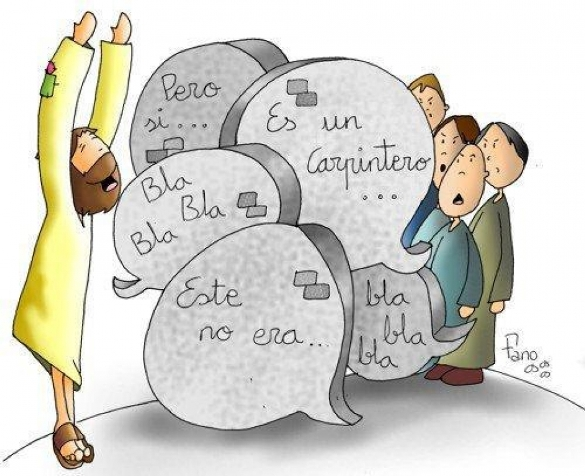 Pero
si...
Es un
Carpintero
...
Bla
Bla
Bla
Este
no era...
bla
bla
bla
Fano